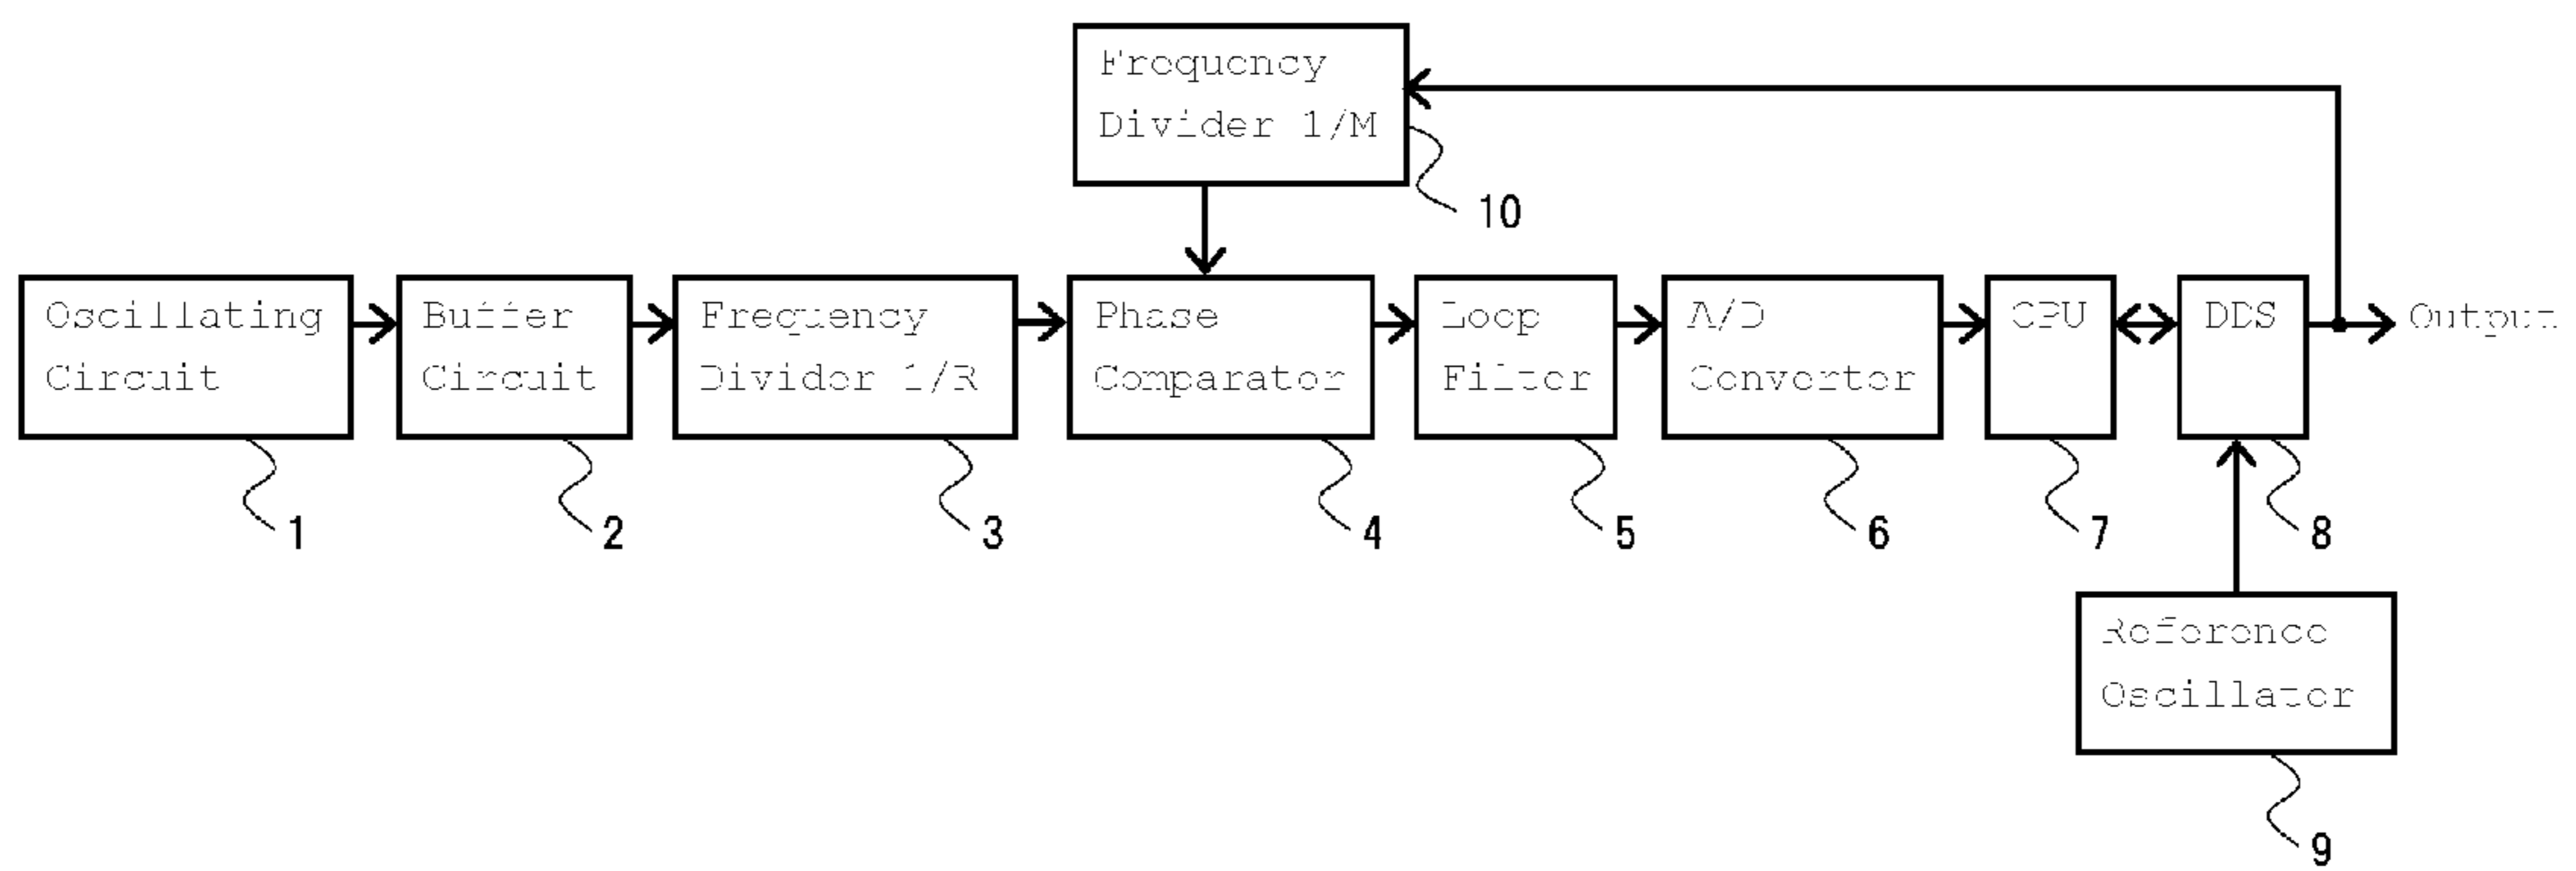 Frequency
Divider 1/M
10
Oscillating
Circuit
Buffer
Circuit
Frequency
Divider 1/R
Phase
Comparator
Loop
Filter
A/D
Converter
CPU
DDS
Output
1
2
3
4
5
6
7
8
Reference
Oscillator
9